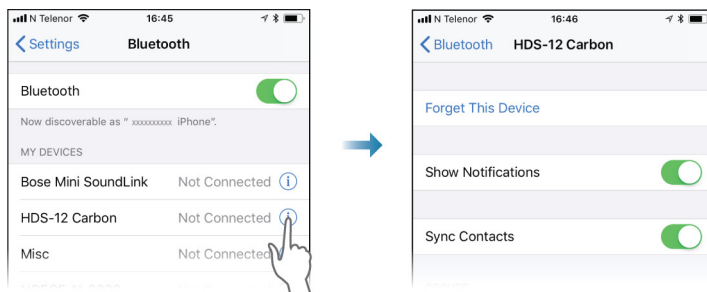 N Telenor 16:45
Settings Bluetooth
Bluetooth
Now discoverable as " xxxxxxxxx iPhone".
MY DEVICES
Bose Mini SoundLink Not Connected
HDS-12 Carbon Not Connected
Misc Not Connected
N Telenor 16:46
Bluetooth HDS-12 Carbon
Forget This Device
Show Notifications
Sync Contacts